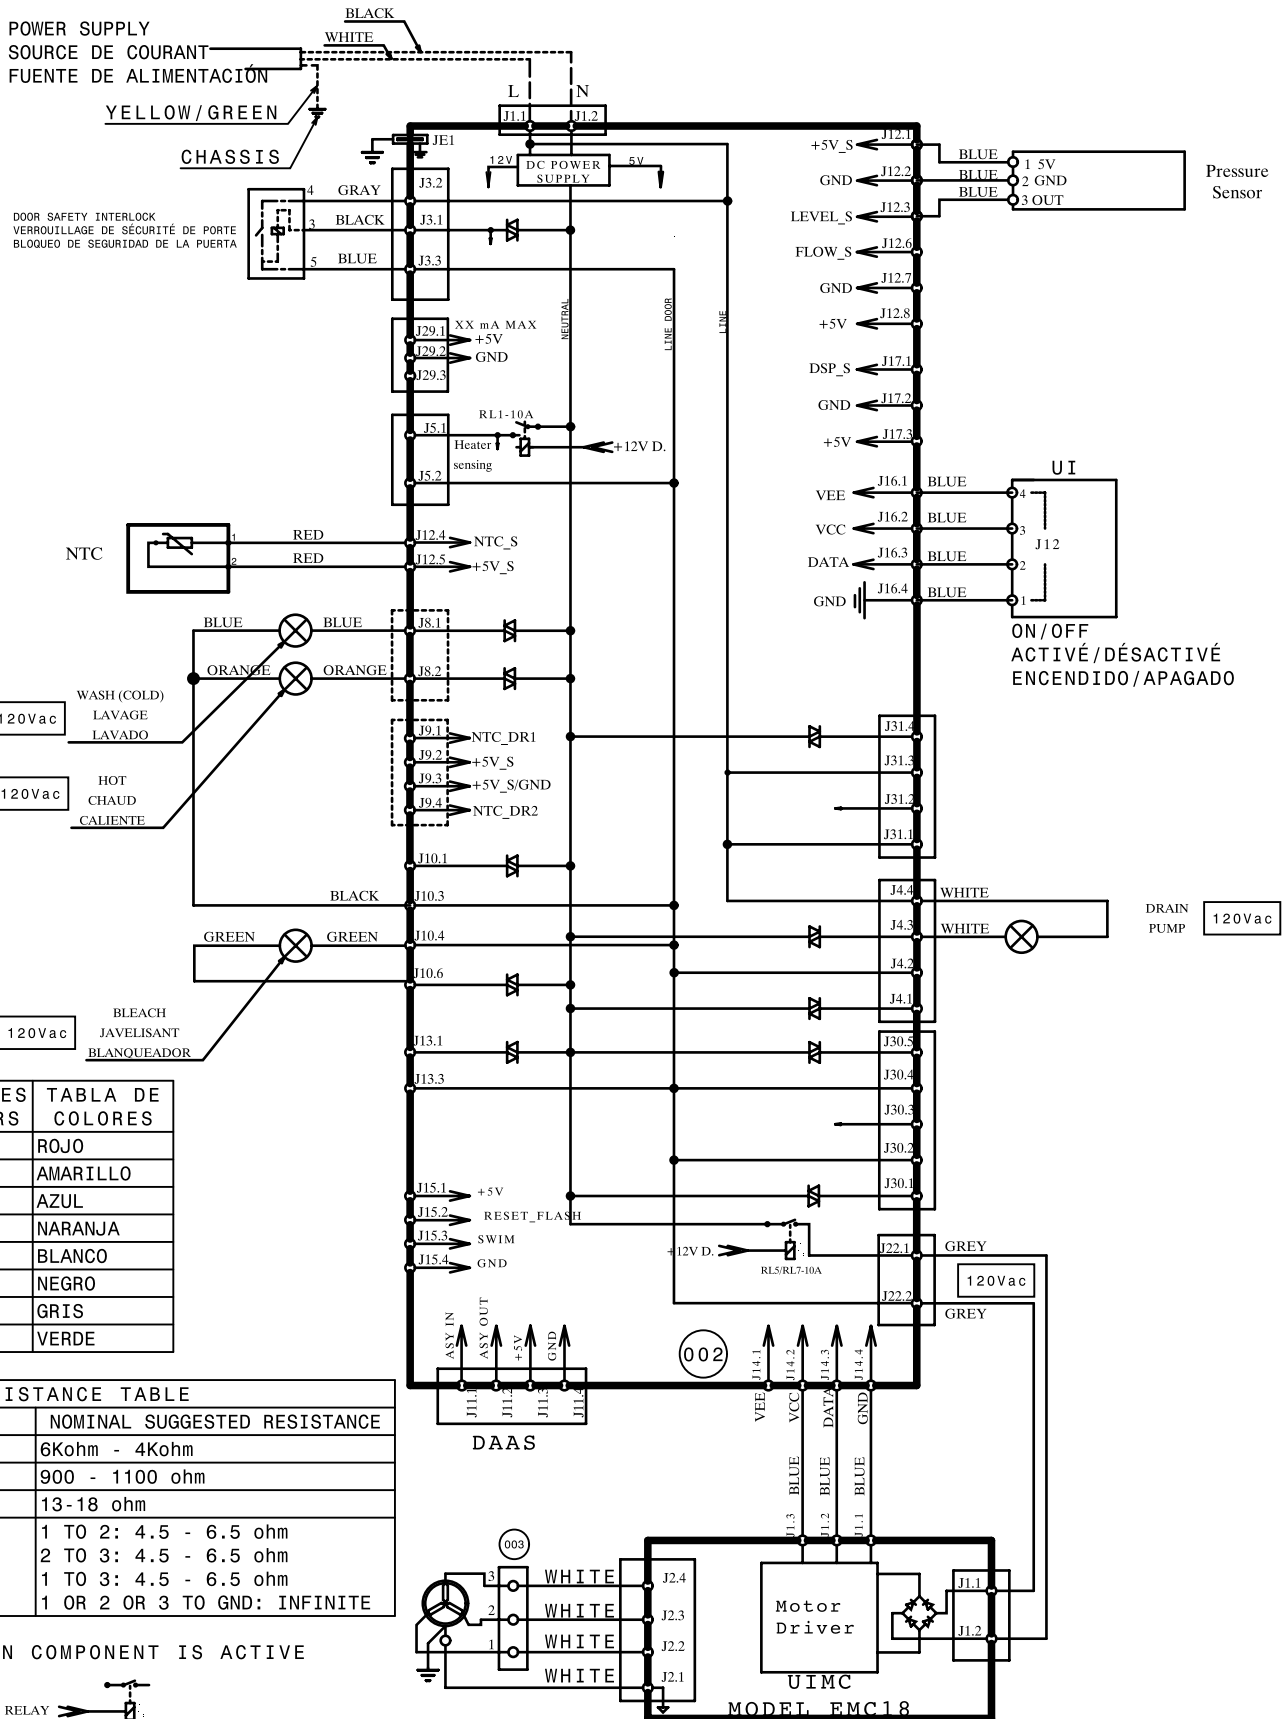 BLACK
POWER SUPPLY
WHITE
SOURCE DE COURANT
FUENTE DE ALIMENTACIÓN
YELLOW/GREEN
CHASSIS
L N
J1.1 J1.2
JE1
12V DC POWER SUPPLY 5V
DOOR SAFETY INTERLOCK
VERROUILLAGE DE SÉCURITÉ DE PORTE
BLOQUEO DE SEGURIDAD DE LA PUERTA
4 GRAY J3.2
3 BLACK J3.1
5 BLUE J3.3
NEUTRAL
LINE DOOR
LINE
J29.1 XX mA MAX
+5V
J29.2 GND
J29.3
RL1-10A
J5.1 Heater
sensing
+12V D.
J5.2
NTC
1 RED J12.4 NTC_S
2 RED J12.5 +5V_S
BLUE BLUE J8.1
ORANGE ORANGE J8.2
120Vac
WASH (COLD)
LAVAGE
LAVADO
120Vac
HOT
CHAUD
CALIENTE
J9.1 NTC_DR1
J9.2 +5V_S
J9.3 +5V_S/GND
J9.4 NTC_DR2
J10.1
BLACK J10.3
GREEN GREEN J10.4
J10.6
120Vac
BLEACH
JAVELISANT
BLANQUEADOR
J13.1
J13.3
J15.1 +5V
J15.2 RESET_FLASH
J15.3 SWIM
J15.4 GND
+5V_S J12.1 BLUE 1 5V
GND J12.2 BLUE 2 GND
LEVEL_S J12.3 BLUE 3 OUT
Pressure
Sensor
FLOW_S J12.6
GND J12.7
+5V J12.8
DSP_S J17.1
GND J17.2
+5V J17.3
UI
VEE J16.1 BLUE 4
VCC J16.2 BLUE 3
J12
DATA J16.3 BLUE 2
GND J16.4 BLUE 1
ON/OFF
ACTIVÉ/DÉSACTIVÉ
ENCENDIDO/APAGADO
J31.4
J31.3
J31.2
J31.1
J4.4 WHITE
J4.3 WHITE
J4.2
J4.1
DRAIN
PUMP
120Vac
J30.5
J30.4
J30.3
J30.2
J30.1
+12V D.
RL5/RL7-10A
J22.1 GREY
120Vac
J22.2
GREY
ES TABLA DE
RS COLORES
ROJO
AMARILLO
AZUL
NARANJA
BLANCO
NEGRO
GRIS
VERDE
ASY IN ASY OUT +5V GND
J11.1 J11.2 J11.3 J11.4
DAAS
002
J14.1 J14.2 J14.3 J14.4
VEE VCC DATA GND
BLUE BLUE BLUE
J1.3 J1.2 J1.1
ISTANCE TABLE
NOMINAL SUGGESTED RESISTANCE
6Kohm - 4Kohm
900 - 1100 ohm
13-18 ohm
1 TO 2: 4.5 - 6.5 ohm
2 TO 3: 4.5 - 6.5 ohm
1 TO 3: 4.5 - 6.5 ohm
1 OR 2 OR 3 TO GND: INFINITE
N COMPONENT IS ACTIVE
RELAY
003
3 WHITE J2.4
2 WHITE J2.3
1 WHITE J2.2
WHITE J2.1
Motor
Driver
J1.1
J1.2
UIMC
MODEL EMC18